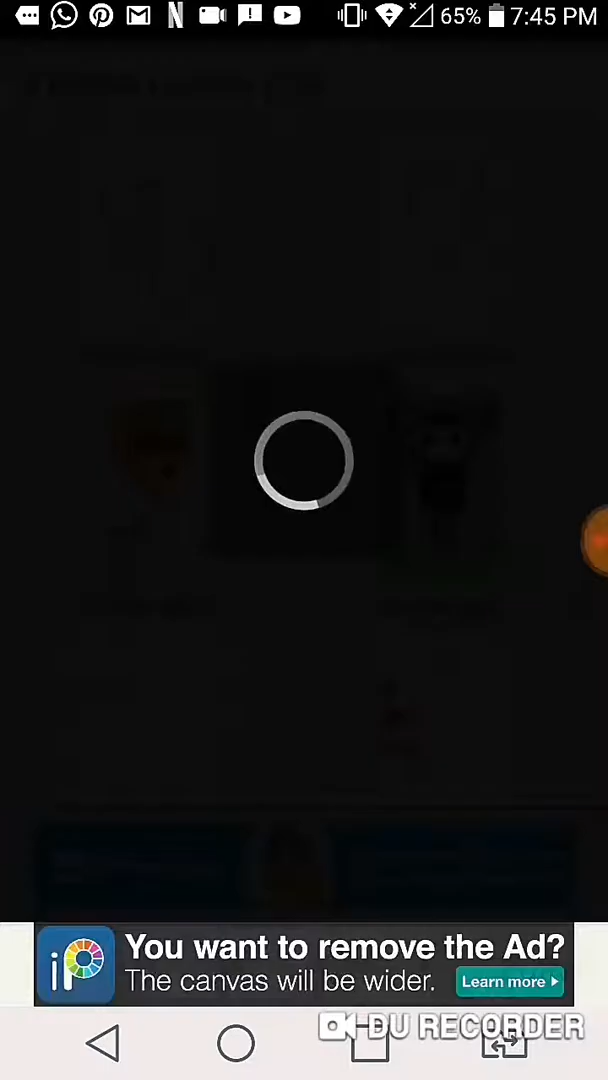 65% 7:45 PM
iP
You want to remove the Ad?
The canvas will be wider.
Learn more
DU RECORDER